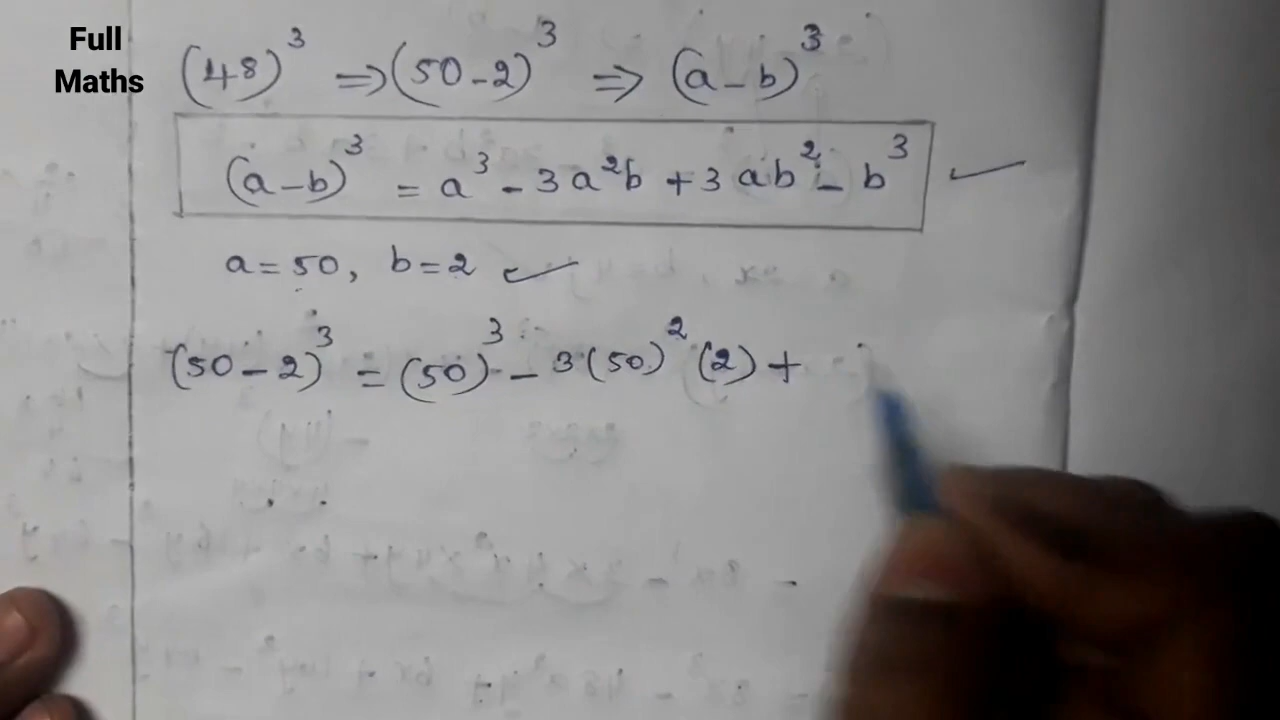 Full
Maths
(48)³ ⇒ (50-2)³ ⇒ (a-b)³
(a-b)³ = a³ - 3a²b + 3ab² - b³
a = 50, b = 2
(50-2)³ = (50)³ - 3(50)²(2) +